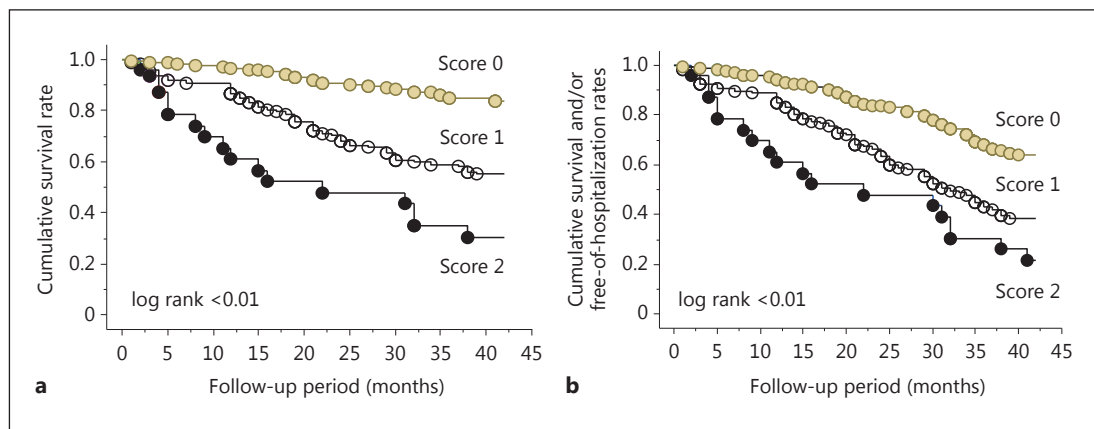 1.0
0.8
0.6
0.4
0.2
0
Cumulative survival rate
Score 0
Score 1
Score 2
log rank <0.01
0 5 10 15 20 25 30 35 40 45
Follow-up period (months)
a
1.0
0.8
0.6
0.4
0.2
0
Cumulative survival and/or
free-of-hospitalization rates
Score 0
Score 1
Score 2
log rank <0.01
0 5 10 15 20 25 30 35 40 45
Follow-up period (months)
b